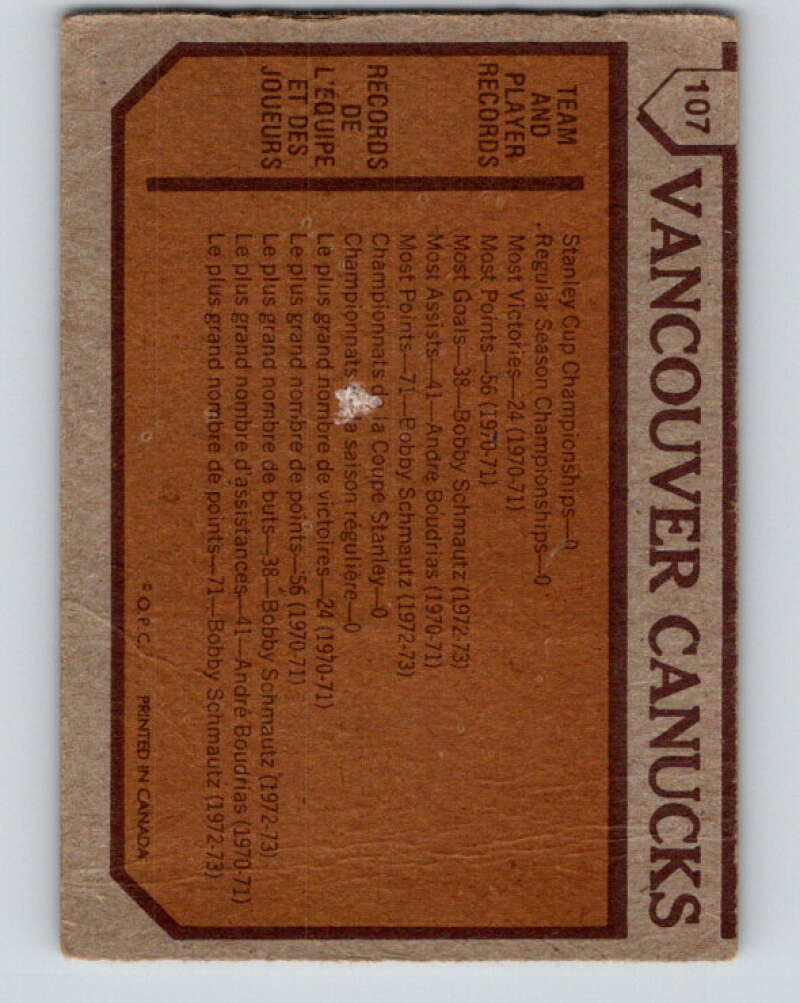 107
VANCOUVER CANUCKS
TEAM
AND
PLAYER
RECORDS
Stanley Cup Championships—0
Regular Season Championships—0
Most Victories—24 (1970-71)
Most Points—56 (1970-71)
Most Goals—38—Bobby Schmautz (1972-73)
Most Assists—41—Andre Boudrias (1970-71)
Most Points—71—Bobby Schmautz (1972-73)
RECORDS
DE
L'ÉQUIPE
ET DES
JOUEURS
Championnats de la Coupe Stanley—0
Championnats la saison régulière—0
Le plus grand nombre de victoires—24 (1970-71)
Le plus grand nombre de points—56 (1970-71)
Le plus grand nombre de buts—38—Bobby Schmautz (1972-73)
Le plus grand nombre d'assistances—41—André Boudrias (1970-71)
Le plus grand nombre de points—71—Bobby Schmautz (1972-73)
© O.P.C. PRINTED IN CANADA